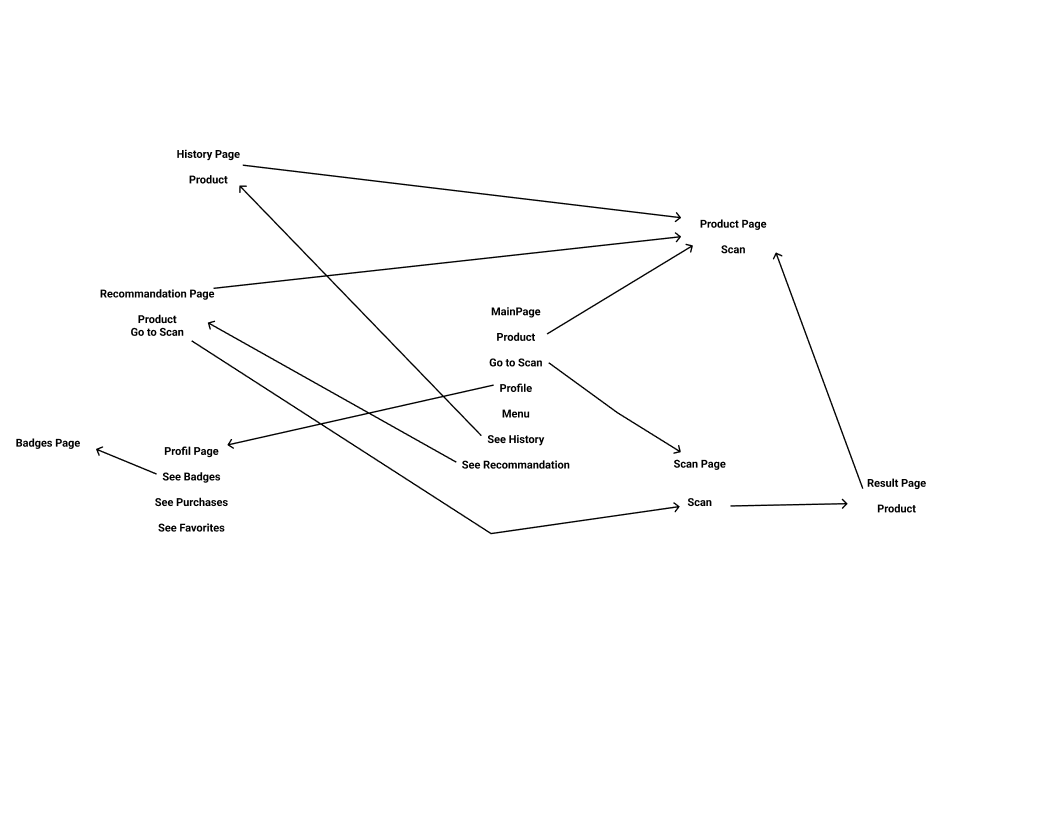 History Page
Product
Product Page
Scan
Recommandation Page
Product
Go to Scan
MainPage
Product
Go to Scan
Profile
Menu
See History
See Recommandation
Badges Page
Profil Page
See Badges
See Purchases
See Favorites
Scan Page
Scan
Result Page
Product